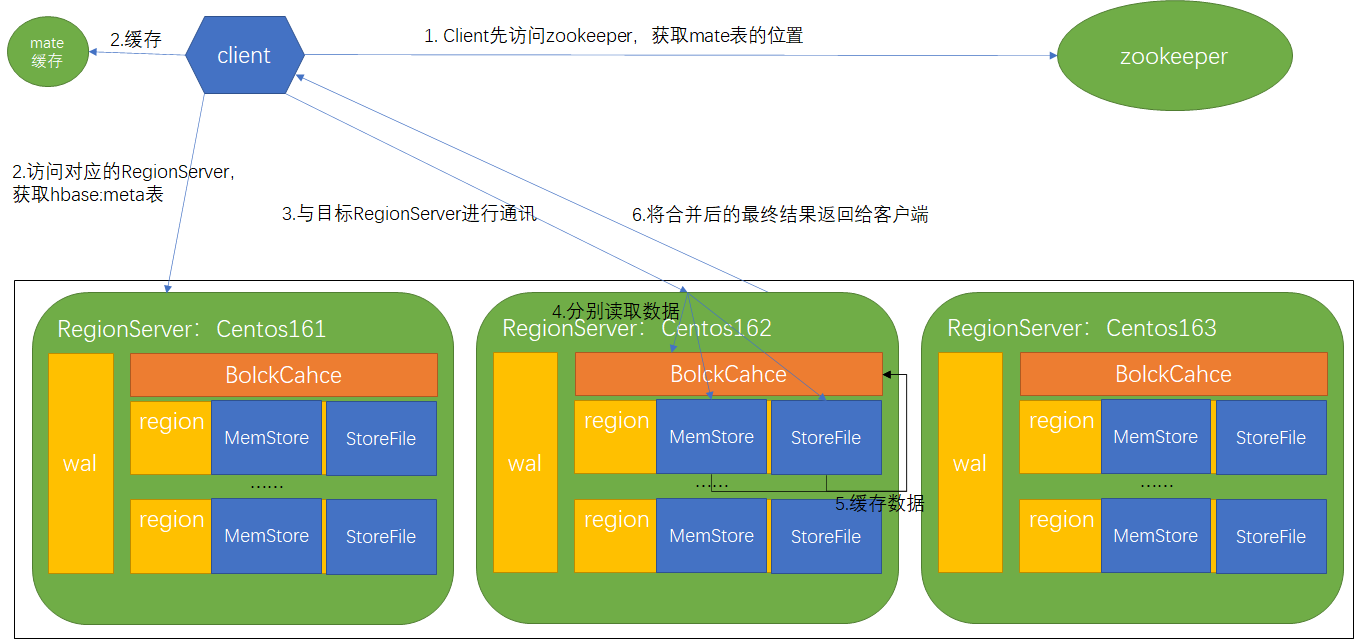 mate
缓存
2.缓存
client
1. Client先访问zookeeper，获取mate表的位置
zookeeper
2.访问对应的RegionServer，
获取hbase:meta表
3.与目标RegionServer进行通讯
6.将合并后的最终结果返回给客户端
4.分别读取数据
RegionServer： Centos161
wal
BolckCahce
region
MemStore
StoreFile
……
region
MemStore
StoreFile
RegionServer： Centos162
wal
BolckCahce
region
MemStore
StoreFile
……
5.缓存数据
region
MemStore
StoreFile
RegionServer： Centos163
wal
BolckCahce
region
MemStore
StoreFile
……
region
MemStore
StoreFile